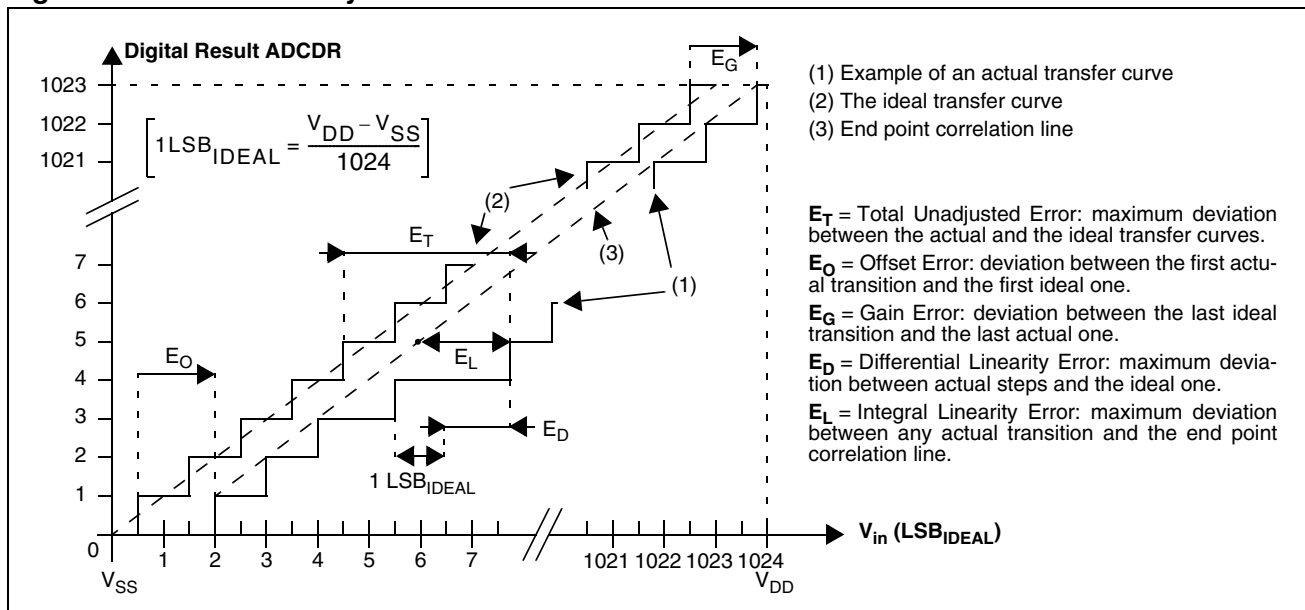 Digital Result ADCDR
E_G
1023
1022
1021
[1LSB_IDEAL = (V_DD – V_SS) / 1024]
(1) Example of an actual transfer curve
(2) The ideal transfer curve
(3) End point correlation line
(2)
E_T
(3)
(1)
7
6
5
4
3
2
1
0
E_O
E_L
E_D
1 LSB_IDEAL
E_T = Total Unadjusted Error: maximum deviation
between the actual and the ideal transfer curves.
E_O = Offset Error: deviation between the first actu-
al transition and the first ideal one.
E_G = Gain Error: deviation between the last ideal
transition and the last actual one.
E_D = Differential Linearity Error: maximum devia-
tion between actual steps and the ideal one.
E_L = Integral Linearity Error: maximum deviation
between any actual transition and the end point
correlation line.
1 2 3 4 5 6 7 1021 1022 1023 1024
V_in (LSB_IDEAL)
V_SS
V_DD